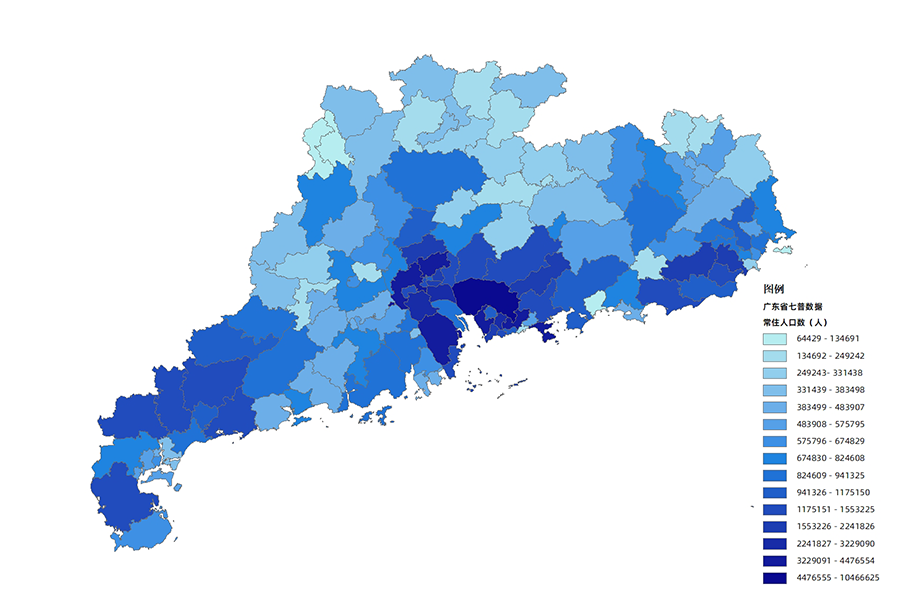 图例
广东省七普数据
常住人口数（人）
64429 - 134691
134692 - 249242
249243- 331438
331439 - 383498
383499 - 483907
483908 - 575795
575796 - 674829
674830 - 824608
824609 - 941325
941326 - 1175150
1175151 - 1553225
1553226 - 2241826
2241827 - 3229090
3229091 - 4476554
4476555 - 10466625